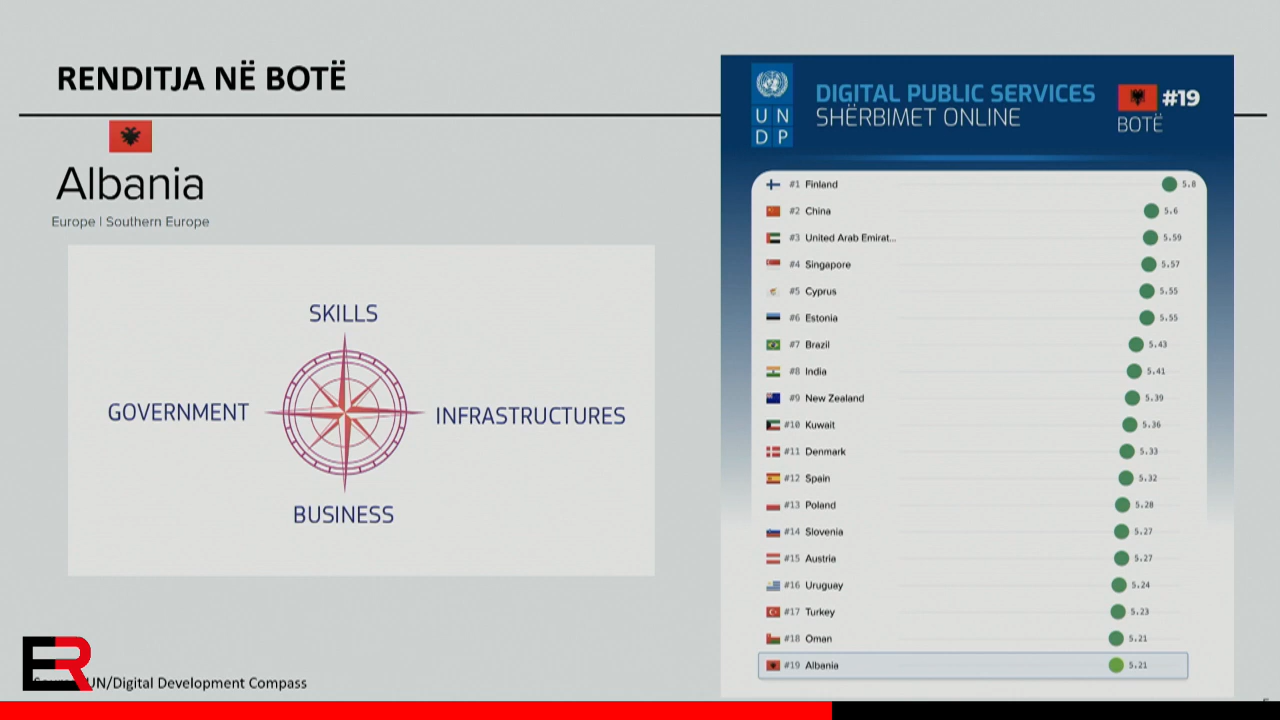 RENDITJA NË BOTË
Albania
Europe | Southern Europe
SKILLS
GOVERNMENT
INFRASTRUCTURES
BUSINESS
UN/Digital Development Compass
ER
UN
DP
DIGITAL PUBLIC SERVICES
SHËRBIMET ONLINE
#19
BOTË
#1 Finland 5.8
#2 China 5.6
#3 United Arab Emirat... 5.59
#4 Singapore 5.57
#5 Cyprus 5.55
#6 Estonia 5.55
#7 Brazil 5.43
#8 India 5.41
#9 New Zealand 5.39
#10 Kuwait 5.36
#11 Denmark 5.33
#12 Spain 5.32
#13 Poland 5.28
#14 Slovenia 5.27
#15 Austria 5.27
#16 Uruguay 5.24
#17 Turkey 5.23
#18 Oman 5.21
#19 Albania 5.21